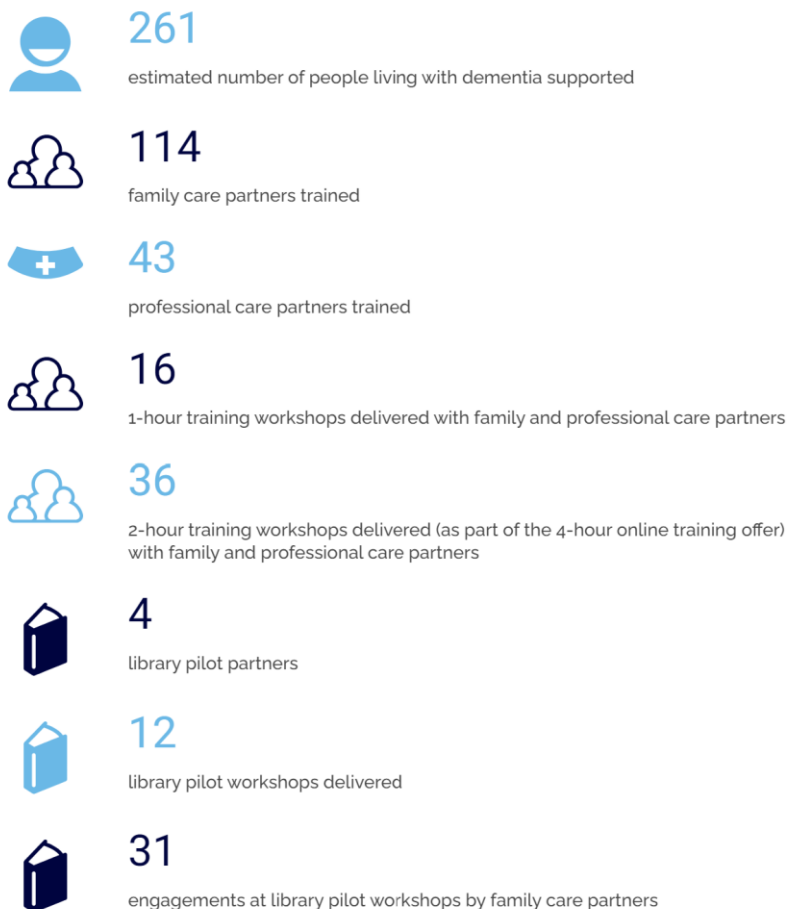 261
estimated number of people living with dementia supported
114
family care partners trained
43
professional care partners trained
16
1-hour training workshops delivered with family and professional care partners
36
2-hour training workshops delivered (as part of the 4-hour online training offer)
with family and professional care partners
4
library pilot partners
12
library pilot workshops delivered
31
engagements at library pilot workshops by family care partners